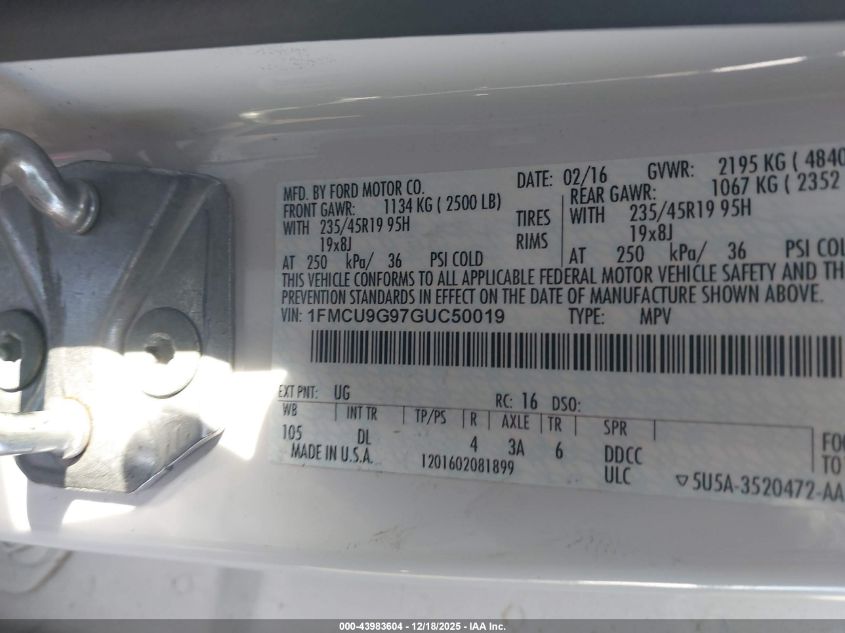 MFD. BY FORD MOTOR CO. DATE: 02/16 GVWR: 2195 KG ( 4840
FRONT GAWR: 1134 KG ( 2500 LB) REAR GAWR: 1067 KG ( 2352
WITH 235/45R19 95H TIRES WITH 235/45R19 95H
19x8J RIMS 19x8J
AT 250 kPa/ 36 PSI COLD AT 250 kPa/ 36 PSI COL
THIS VEHICLE CONFORMS TO ALL APPLICABLE FEDERAL MOTOR VEHICLE SAFETY AND THE
PREVENTION STANDARDS IN EFFECT ON THE DATE OF MANUFACTURE SHOWN ABOVE.
VIN: 1FMCU9G97GUC50019 TYPE: MPV
EXT PNT: UG RC: 16 DSO:
WB INT TR TP/PS R AXLE TR SPR
105 DL 4 3A 6 DDCC
MADE IN U.S.A. 1201602081899 ULC ▽5U5A-3520472-AA
FO
TO
000-43983604 | 12/18/2025 - IAA Inc.